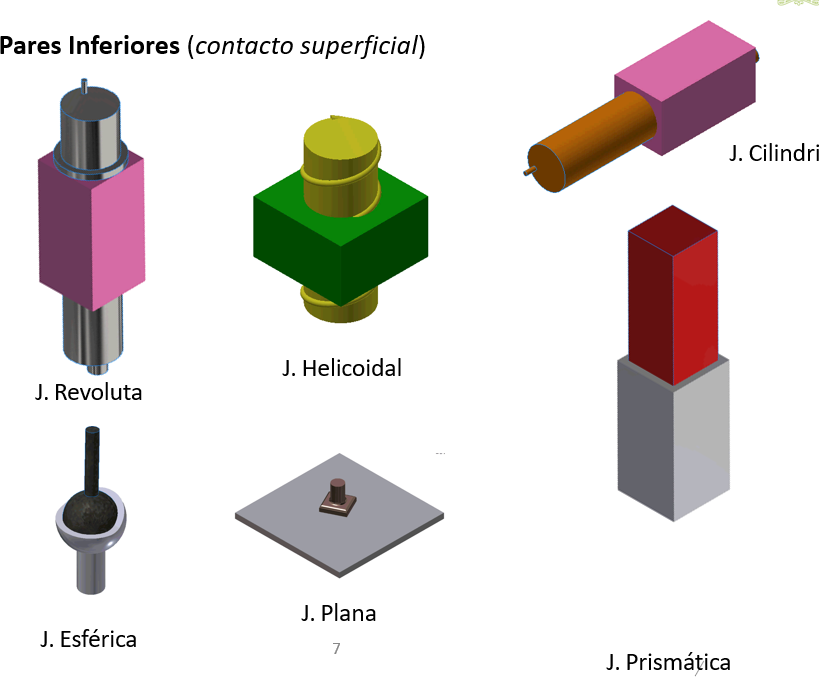 Pares Inferiores (contacto superficial)
J. Cilindri
J. Helicoidal
J. Revoluta
J. Plana
J. Esférica
7
J. Prismática